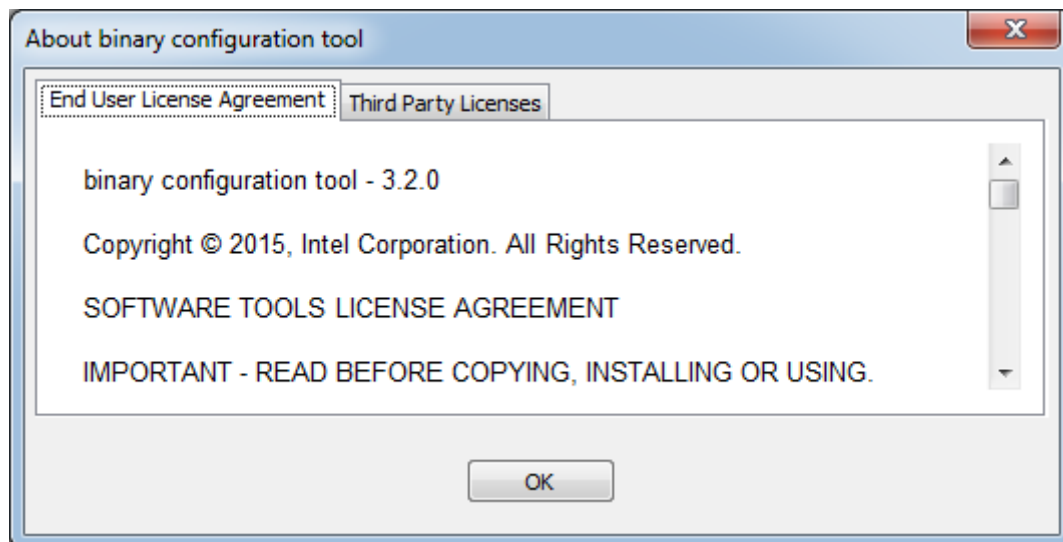 About binary configuration tool
End User License Agreement
Third Party Licenses
binary configuration tool - 3.2.0
Copyright © 2015, Intel Corporation. All Rights Reserved.
SOFTWARE TOOLS LICENSE AGREEMENT
IMPORTANT - READ BEFORE COPYING, INSTALLING OR USING.
OK